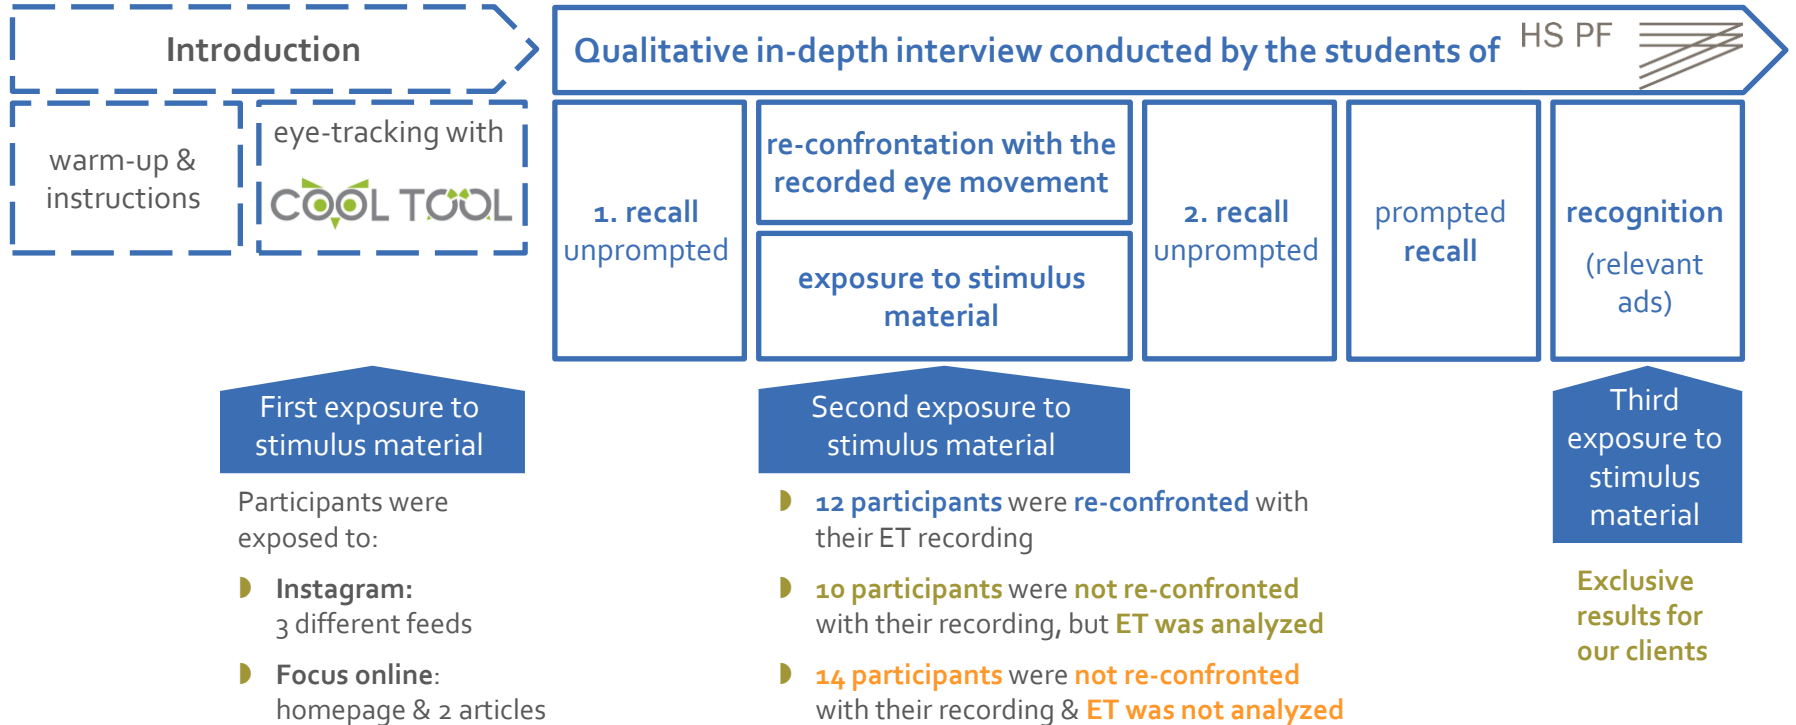 Introduction
Qualitative in-depth interview conducted by the students of HS PF
warm-up &
instructions
eye-tracking with
COOL TOOL
1. recall
unprompted
re-confrontation with the
recorded eye movement
exposure to stimulus
material
2. recall
unprompted
prompted
recall
recognition
(relevant
ads)
First exposure to
stimulus material
Participants were
exposed to:
Instagram:
3 different feeds
Focus online:
homepage & 2 articles
Second exposure to
stimulus material
12 participants were re-confronted with
their ET recording
10 participants were not re-confronted
with their recording, but ET was analyzed
14 participants were not re-confronted
with their recording & ET was not analyzed
Third
exposure to
stimulus
material
Exclusive
results for
our clients